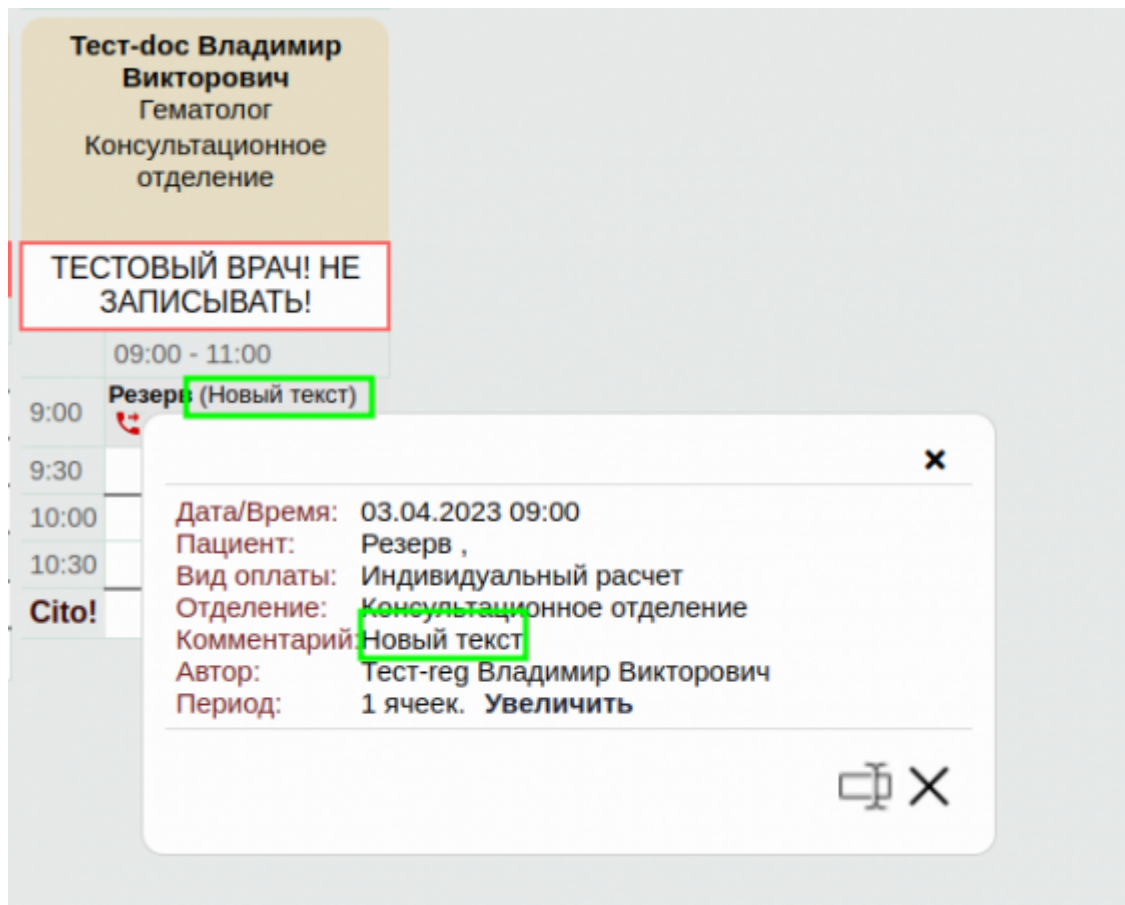 Тест-doc Владимир
Викторович
Гематолог
Консультационное
отделение
ТЕСТОВЫЙ ВРАЧ! НЕ
ЗАПИСЫВАТЬ!
09:00 - 11:00
9:00 Резерв (Новый текст)
9:30
10:00
10:30
Cito!
Дата/Время: 03.04.2023 09:00
Пациент: Резерв ,
Вид оплаты: Индивидуальный расчет
Отделение: Консультационное отделение
Комментарий: Новый текст
Автор: Тест-reg Владимир Викторович
Период: 1 ячеек. Увеличить